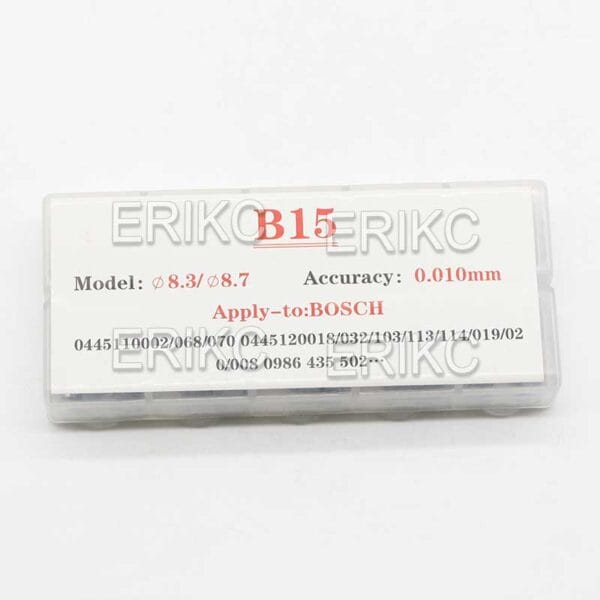 B15
ERIKC ERIKC
Model: ⌀8.3/⌀8.7 Accuracy: 0.010mm
Apply-to:BOSCH
0445110002/068/070 0445120018/032/103/113/114/019/02
ERIKC ERIKC
0/008 0986 435 502···